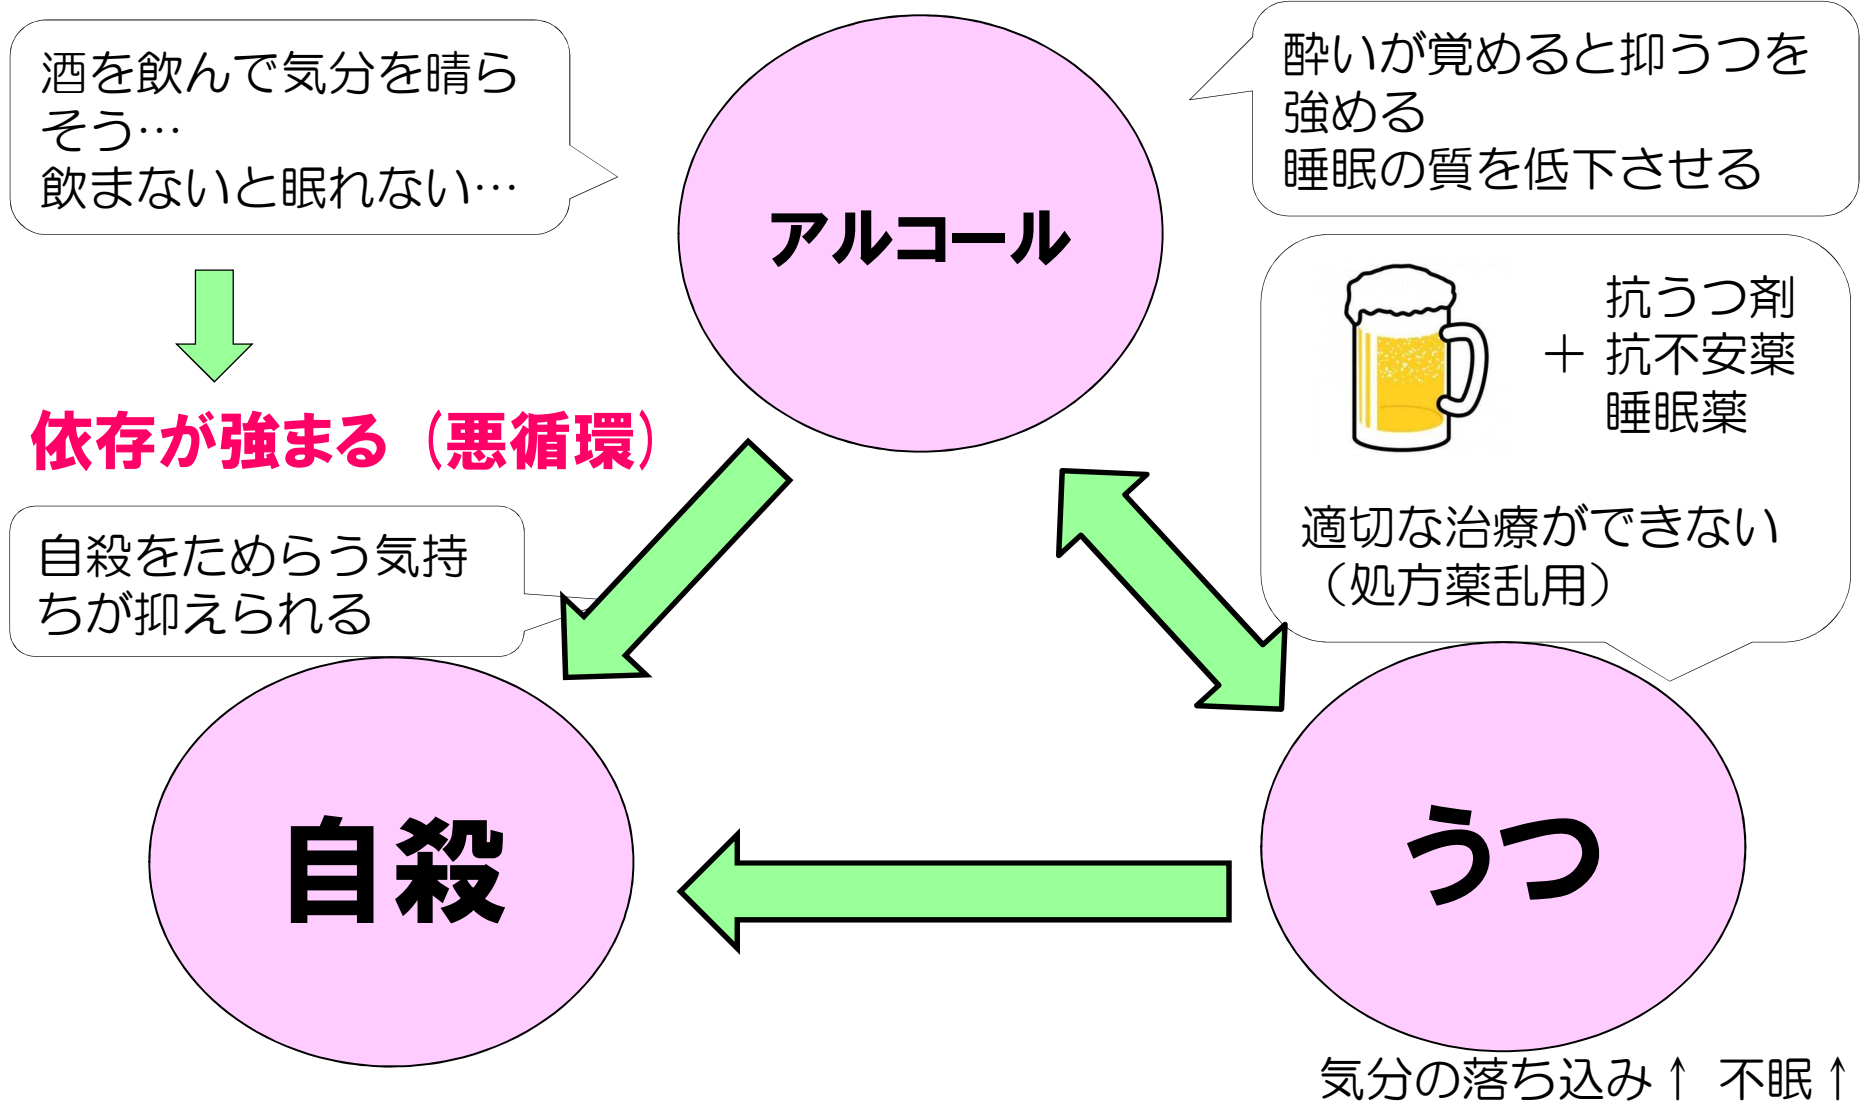 酒を飲んで気分を晴ら
そう…
飲まないと眠れない…
アルコール
酔いが覚めると抑うつを
強める
睡眠の質を低下させる
抗うつ剤
＋ 抗不安薬
睡眠薬
適切な治療ができない
（処方薬乱用）
依存が強まる（悪循環）
自殺をためらう気持
ちが抑えられる
自殺
うつ
気分の落ち込み↑ 不眠↑